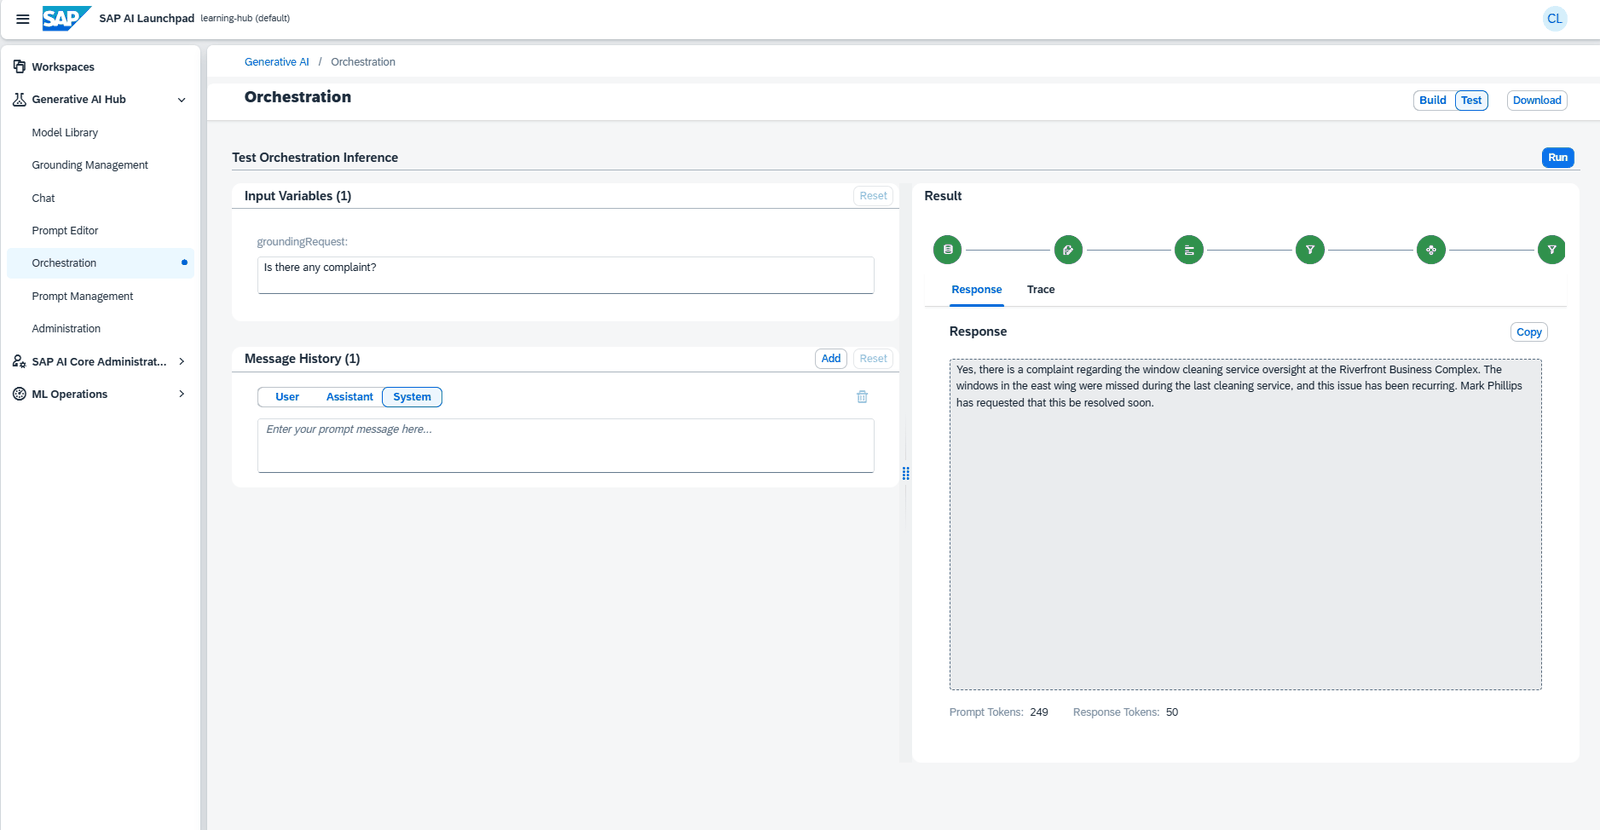 SAP SAP AI Launchpad learning-hub (default) CL
Workspaces
Generative AI Hub
Model Library
Grounding Management
Chat
Prompt Editor
Orchestration
Prompt Management
Administration
SAP AI Core Administrat...
ML Operations
Generative AI / Orchestration
Orchestration
Build Test Download
Test Orchestration Inference
Run
Input Variables (1)
Reset
groundingRequest:
Is there any complaint?
Message History (1)
Add Reset
User Assistant System
Enter your prompt message here...
Result
Response Trace
Response
Copy
Yes, there is a complaint regarding the window cleaning service oversight at the Riverfront Business Complex. The
windows in the east wing were missed during the last cleaning service, and this issue has been recurring. Mark Phillips
has requested that this be resolved soon.
Prompt Tokens: 249 Response Tokens: 50